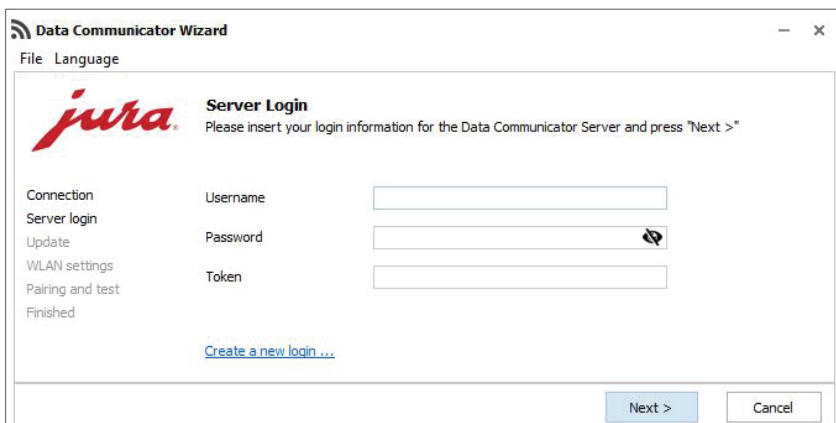 Data Communicator Wizard
File Language
jura
Server Login
Please insert your login information for the Data Communicator Server and press "Next >"
Connection
Server login
Update
WLAN settings
Pairing and test
Finished
Username
Password
Token
Create a new login ...
Next >
Cancel